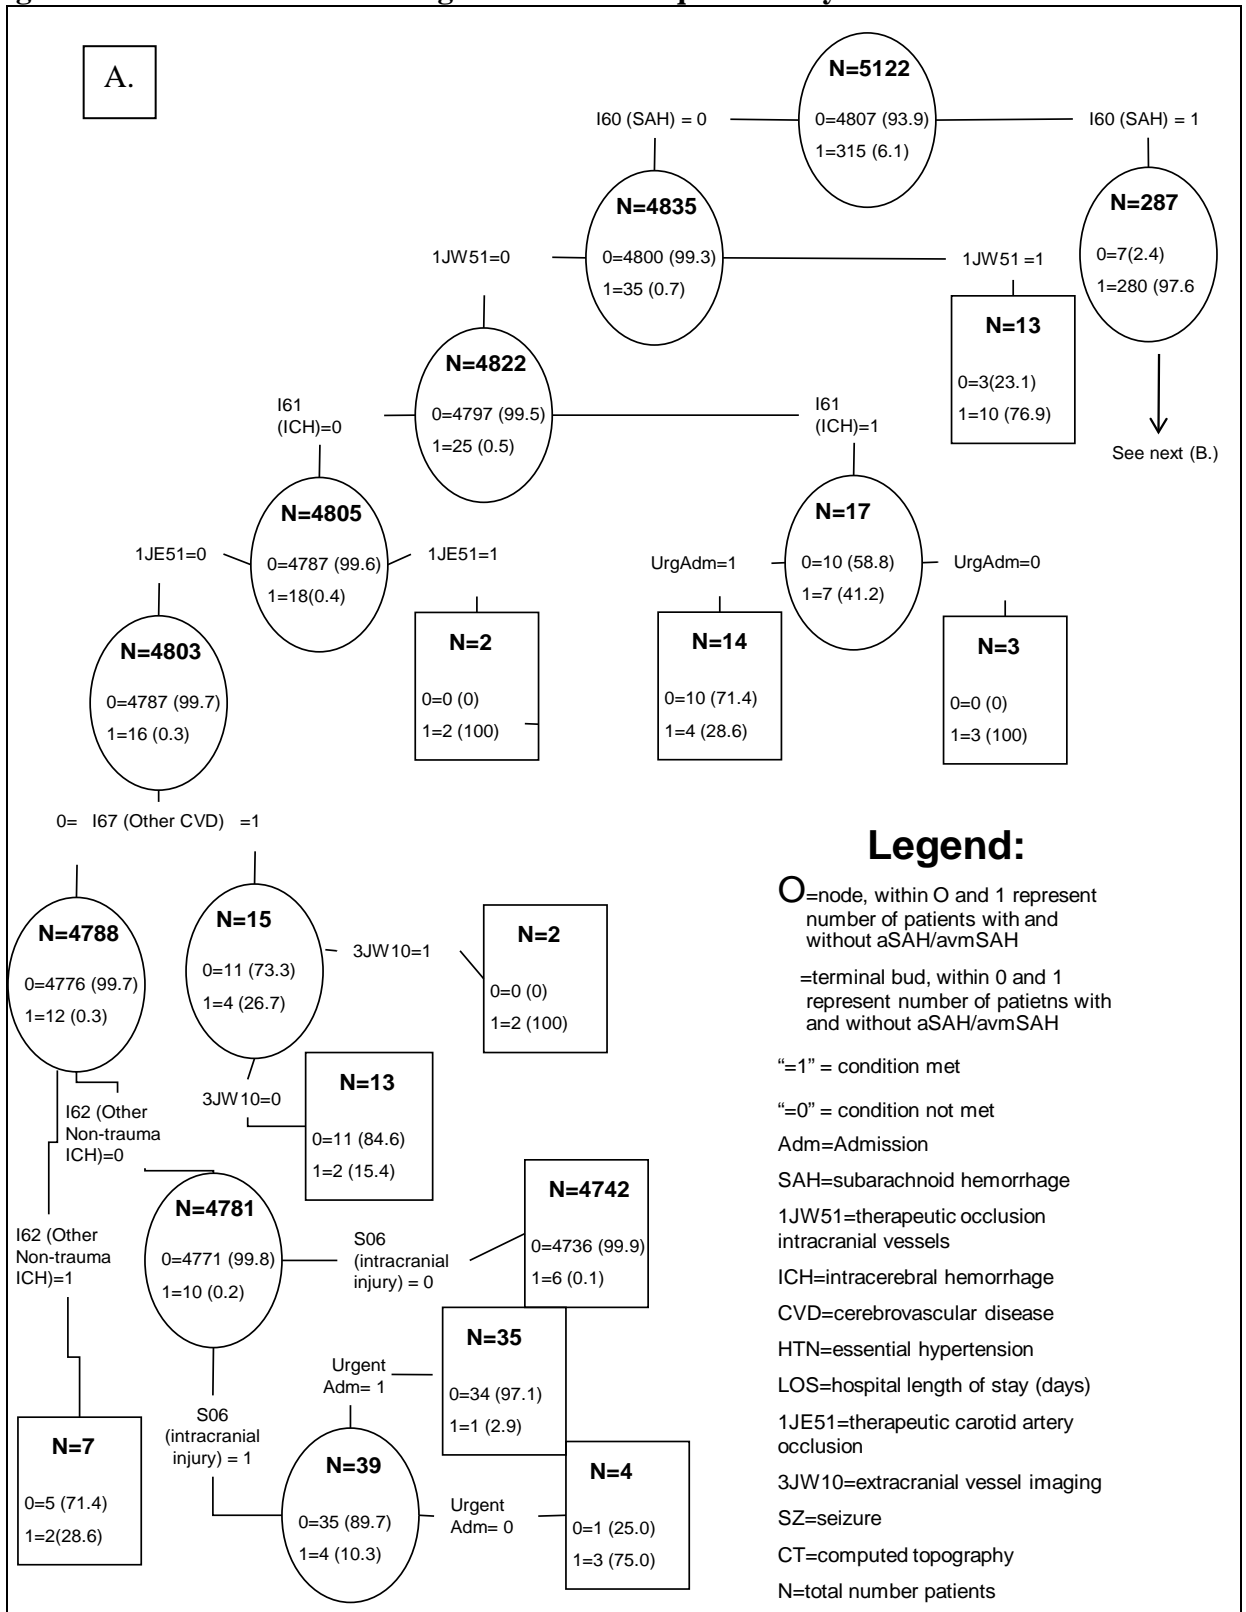 A.
N=5122
0=4807 (93.9)
1=315 (6.1)
I60 (SAH) = 0
I60 (SAH) = 1
N=4835
0=4800 (99.3)
1=35 (0.7)
N=287
0=7(2.4)
1=280 (97.6
See next (B.)
1JW51=0
1JW51 =1
N=13
0=3(23.1)
1=10 (76.9)
N=4822
0=4797 (99.5)
1=25 (0.5)
I61
(ICH)=0
I61
(ICH)=1
N=4805
0=4787 (99.6)
1=18(0.4)
N=17
0=10 (58.8)
1=7 (41.2)
1JE51=0
1JE51=1
UrgAdm=1
UrgAdm=0
N=4803
0=4787 (99.7)
1=16 (0.3)
N=2
0=0 (0)
1=2 (100)
N=14
0=10 (71.4)
1=4 (28.6)
N=3
0=0 (0)
1=3 (100)
0= I67 (Other CVD) =1
N=4788
0=4776 (99.7)
1=12 (0.3)
N=15
0=11 (73.3)
1=4 (26.7)
3JW10=1
N=2
0=0 (0)
1=2 (100)
3JW10=0
N=13
0=11 (84.6)
1=2 (15.4)
I62 (Other
Non-trauma
ICH)=0
I62 (Other
Non-trauma
ICH)=1
N=4781
0=4771 (99.8)
1=10 (0.2)
S06
(intracranial
injury) = 0
N=4742
0=4736 (99.9)
1=6 (0.1)
S06
(intracranial
injury) = 1
Urgent
Adm= 1
N=35
0=34 (97.1)
1=1 (2.9)
N=7
0=5 (71.4)
1=2(28.6)
N=39
0=35 (89.7)
1=4 (10.3)
Urgent
Adm= 0
N=4
0=1 (25.0)
1=3 (75.0)
Legend:
O=node, within O and 1 represent
number of patients with and
without aSAH/avmSAH
=terminal bud, within 0 and 1
represent number of patietns with
and without aSAH/avmSAH
“=1” = condition met
“=0” = condition not met
Adm=Admission
SAH=subarachnoid hemorrhage
1JW51=therapeutic occlusion
intracranial vessels
ICH=intracerebral hemorrhage
CVD=cerebrovascular disease
HTN=essential hypertension
LOS=hospital length of stay (days)
1JE51=therapeutic carotid artery
occlusion
3JW10=extracranial vessel imaging
SZ=seizure
CT=computed topography
N=total number patients